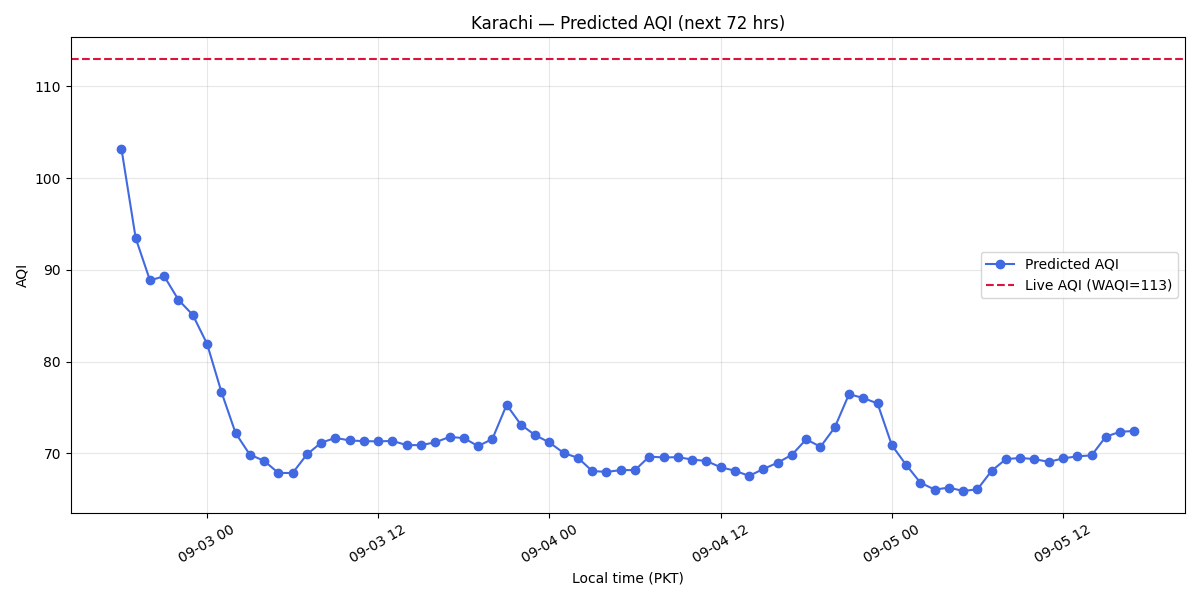 Karachi — Predicted AQI (next 72 hrs)
AQI
110
100
90
80
70
Predicted AQI
Live AQI (WAQI=113)
09-03 00
09-03 12
09-04 00
09-04 12
09-05 00
09-05 12
Local time (PKT)